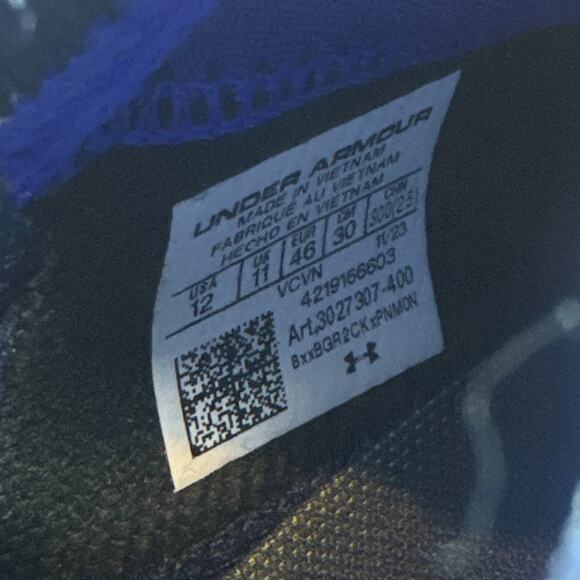 UNDER ARMOUR
MADE IN VIETNAM
FABRIQUE AU VIETNAM
HECHO EN VIETNAM
USA UK EUR CM CHN
12 11 46 30 300(2.5)
VCVN 11/23
4219166603
Art.3027307-400
8xxBGR2CKxPNM0N